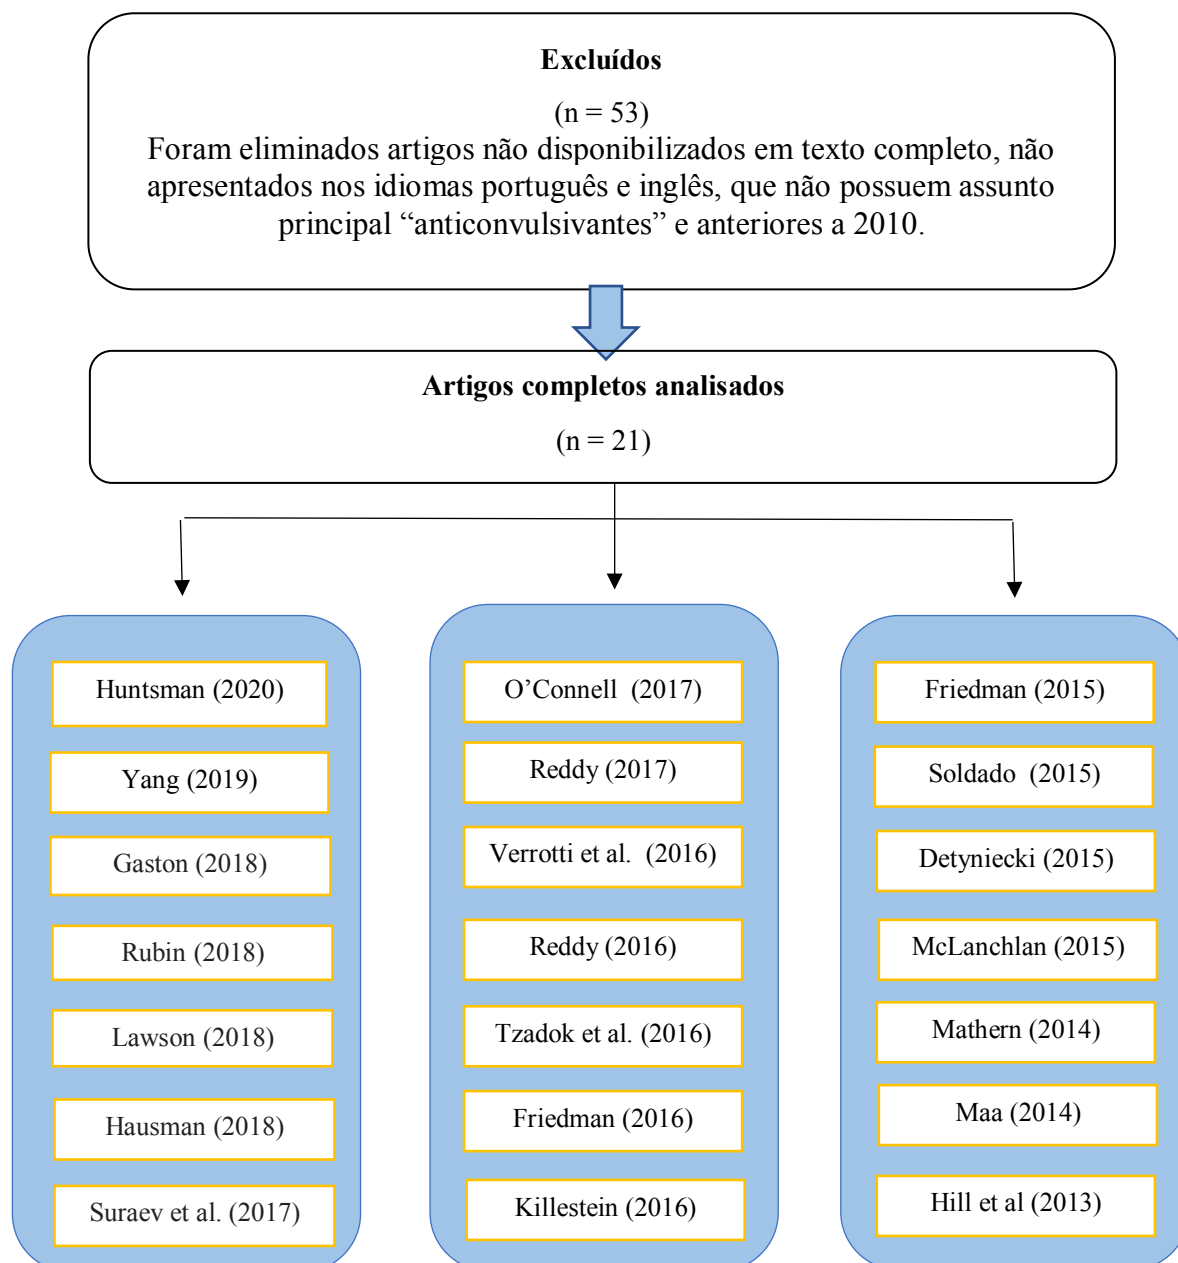 Excluídos
(n = 53)
Foram eliminados artigos não disponibilizados em texto completo, não
apresentados nos idiomas português e inglês, que não possuem assunto
principal “anticonvulsivantes” e anteriores a 2010.
Artigos completos analisados
(n = 21)
Huntsman (2020)
Yang (2019)
Gaston (2018)
Rubin (2018)
Lawson (2018)
Hausman (2018)
Suraev et al. (2017)
O’Connell (2017)
Reddy (2017)
Verrotti et al. (2016)
Reddy (2016)
Tzadok et al. (2016)
Friedman (2016)
Killestein (2016)
Friedman (2015)
Soldado (2015)
Detyniecki (2015)
McLanchlan (2015)
Mathern (2014)
Maa (2014)
Hill et al (2013)